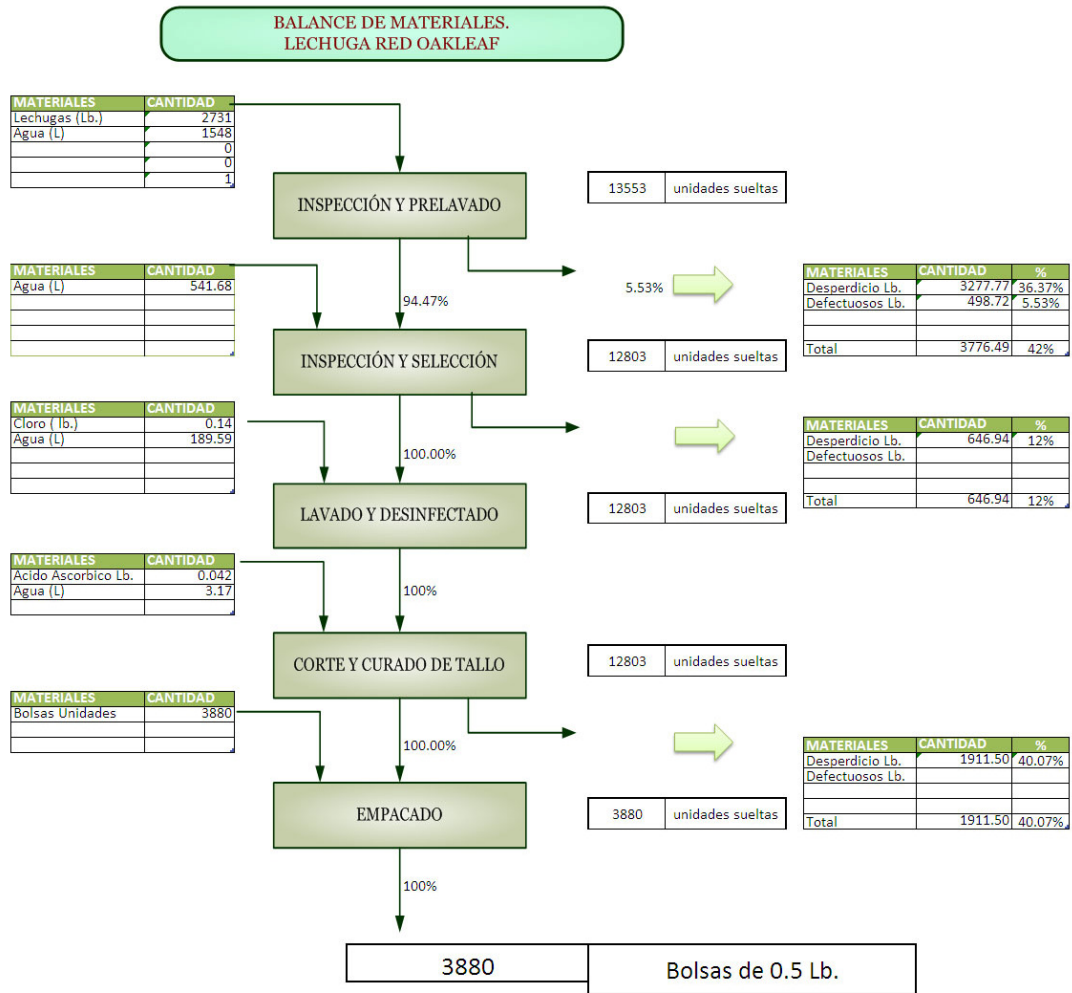 BALANCE DE MATERIALES.
LECHUGA RED OAKLEAF
MATERIALES CANTIDAD
Lechugas (Lb.) 2731
Agua (L) 1548
0
0
1
INSPECCIÓN Y PRELAVADO
13553 unidades sueltas
MATERIALES CANTIDAD
Agua (L) 541.68
94.47%
5.53%
MATERIALES CANTIDAD %
Desperdicio Lb. 3277.77 36.37%
Defectuosos Lb. 498.72 5.53%
Total 3776.49 42%
INSPECCIÓN Y SELECCIÓN
12803 unidades sueltas
MATERIALES CANTIDAD
Cloro ( lb.) 0.14
Agua (L) 189.59
100.00%
MATERIALES CANTIDAD %
Desperdicio Lb. 646.94 12%
Defectuosos Lb.
Total 646.94 12%
LAVADO Y DESINFECTADO
12803 unidades sueltas
MATERIALES CANTIDAD
Acido Ascorbico Lb. 0.042
Agua (L) 3.17
100%
CORTE Y CURADO DE TALLO
12803 unidades sueltas
MATERIALES CANTIDAD
Bolsas Unidades 3880
100.00%
MATERIALES CANTIDAD %
Desperdicio Lb. 1911.50 40.07%
Defectuosos Lb.
Total 1911.50 40.07%
EMPACADO
3880 unidades sueltas
100%
3880 Bolsas de 0.5 Lb.